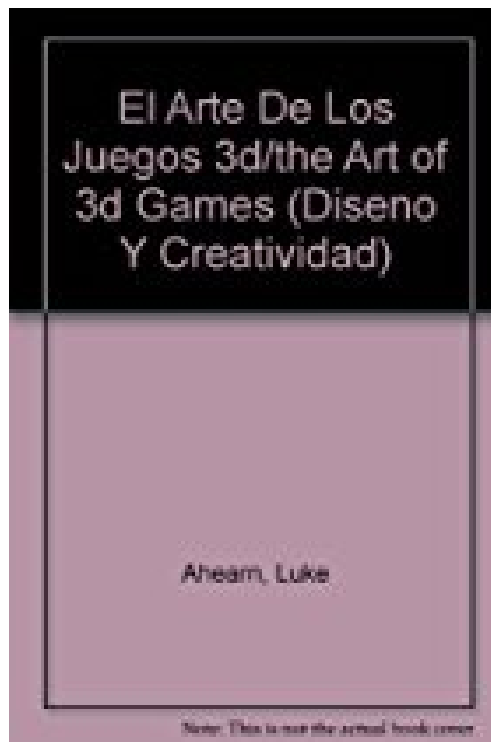 El Arte De Los
Juegos 3d/the Art of
3d Games (Diseno
Y Creatividad)
Ahearn, Luke
Note: This is not the actual book cover